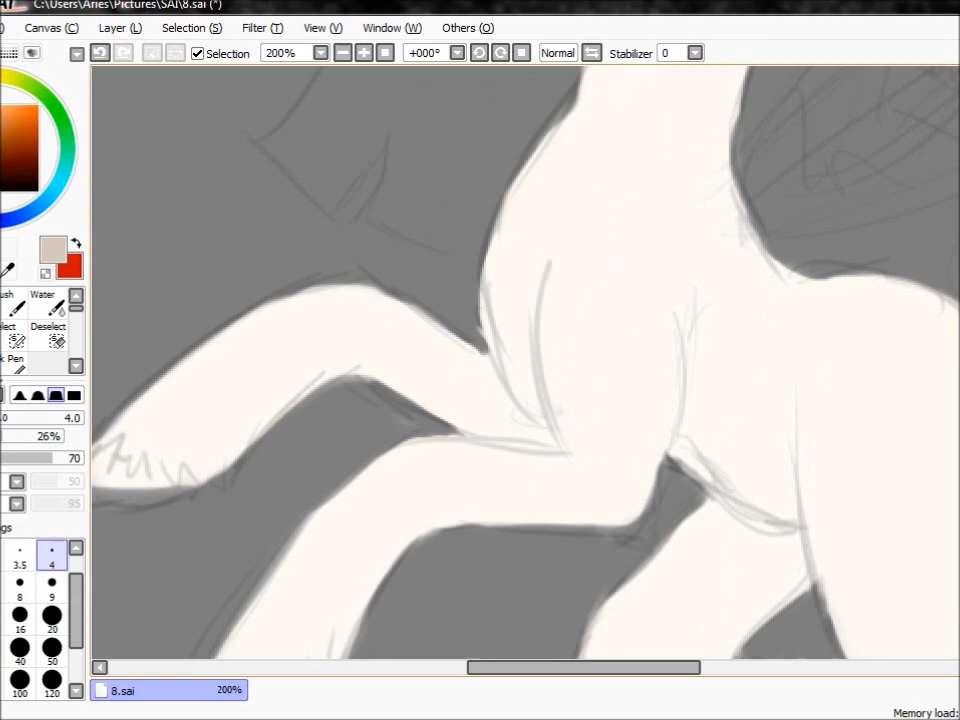 C:\Users\Aries\Pictures\SAI\8.sai (*)
Canvas (C) Layer (L) Selection (S) Filter (T) View (V) Window (W) Others (O)
Selection 200% +000° Normal Stabilizer 0
ush Water
lect Deselect
k Pen
.0 4.0
26%
70
50
95
gs
3.5 4
8 9
16 20
40 50
100 120
8.sai 200%
Memory load: